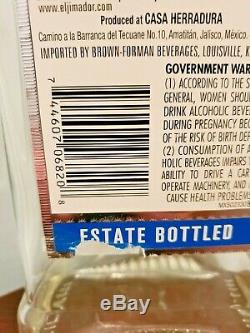 www.eljimador.com
Produced at CASA HERRADURA
Camino a la Barranca del Tecuane No.10, Amatitán, Jalisco, México.
IMPORTED BY BROWN-FORMAN BEVERAGES, LOUISVILLE, K
GOVERNMENT WAR
(1) ACCORDING TO THE S
GENERAL, WOMEN SHOU
DRINK ALCOHOLIC BEVERA
DURING PREGNANCY BEC
OF THE RISK OF BIRTH DEF
(2) CONSUMPTION OF A
HOLIC BEVERAGES IMPAIRS
ABILITY TO DRIVE A CAR
OPERATE MACHINERY, AND
CAUSE HEALTH PROBLEMS
7 44607 06820 8
ESTATE BOTTLED